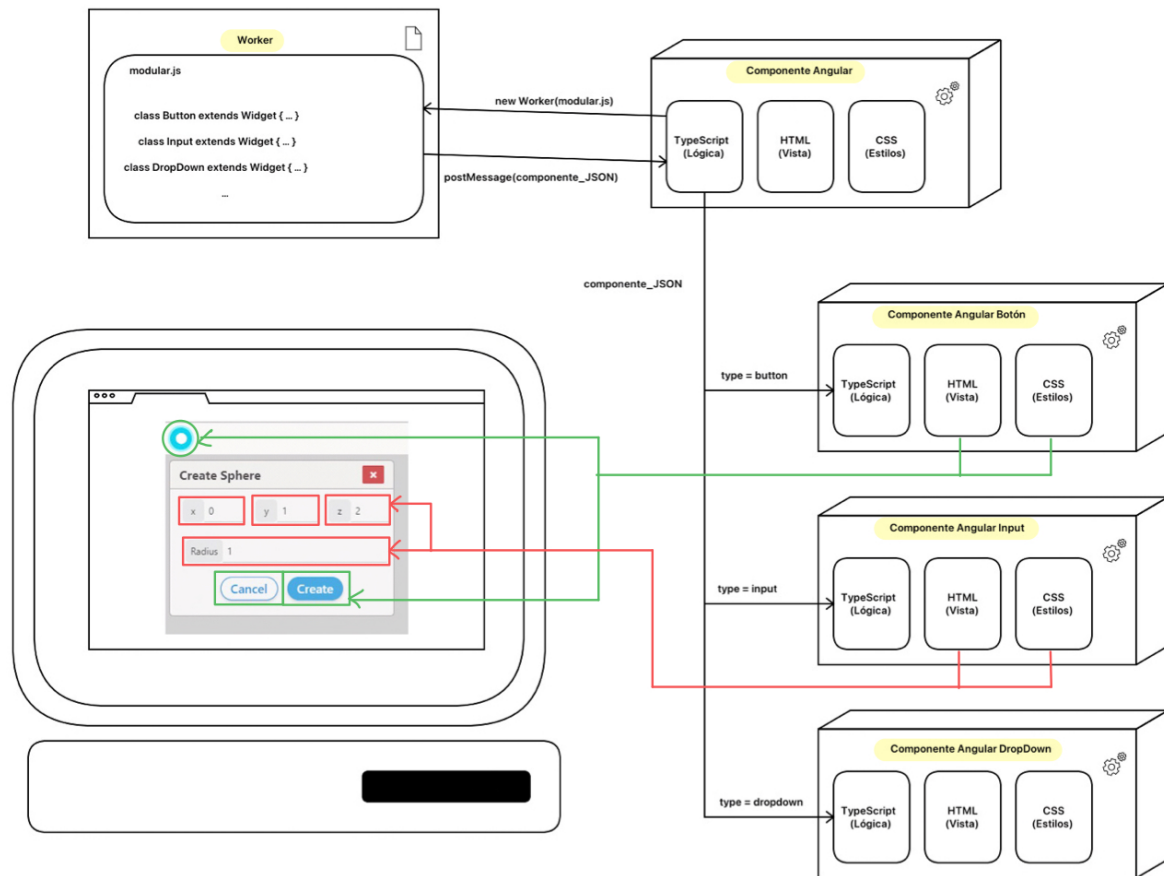 Worker
modular.js
class Button extends Widget { ... }
class Input extends Widget { ... }
class DropDown extends Widget { ... }
...
new Worker(modular.js)
postMessage(componente_JSON)
Componente Angular
TypeScript
(Lógica)
HTML
(Vista)
CSS
(Estilos)
componente_JSON
type = button
Componente Angular Botón
TypeScript
(Lógica)
HTML
(Vista)
CSS
(Estilos)
Create Sphere
x 0
y 1
z 2
Radius 1
Cancel
Create
type = input
Componente Angular Input
TypeScript
(Lógica)
HTML
(Vista)
CSS
(Estilos)
type = dropdown
Componente Angular DropDown
TypeScript
(Lógica)
HTML
(Vista)
CSS
(Estilos)